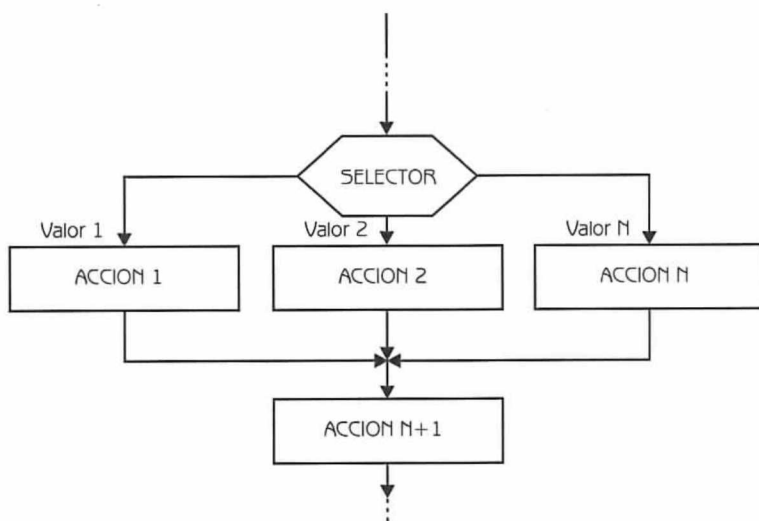 SELECTOR
Valor 1
Valor 2
Valor N
ACCION 1
ACCION 2
ACCION N
ACCION N+1